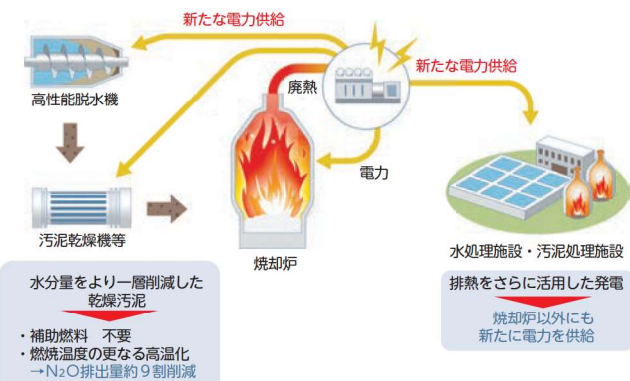 新たな電力供給
新たな電力供給
廃熱
高性能脱水機
電力
汚泥乾燥機等
焼却炉
水処理施設・汚泥処理施設
水分量をより一層削減した
乾燥汚泥
・補助燃料 不要
・燃焼温度の更なる高温化
→N₂O排出量約9割削減
排熱をさらに活用した発電
焼却炉以外にも
新たに電力を供給